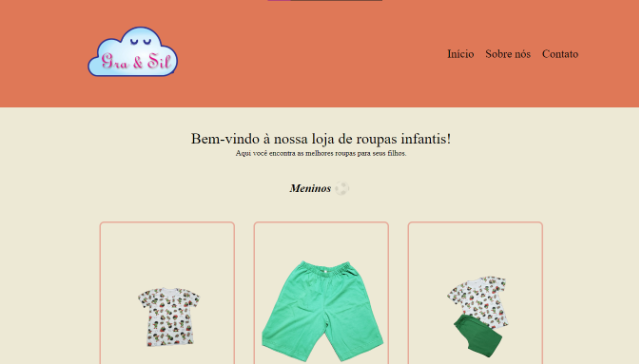 Gra & Sil
Início Sobre nós Contato
Bem-vindo à nossa loja de roupas infantis!
Aqui você encontra as melhores roupas para seus filhos.
Meninos